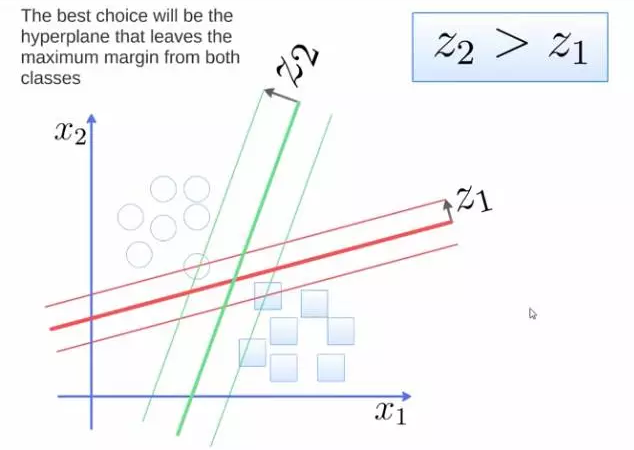 The best choice will be the
hyperplane that leaves the
maximum margin from both
classes
z₂ > z₁
z₂
x₂
z₁
x₁